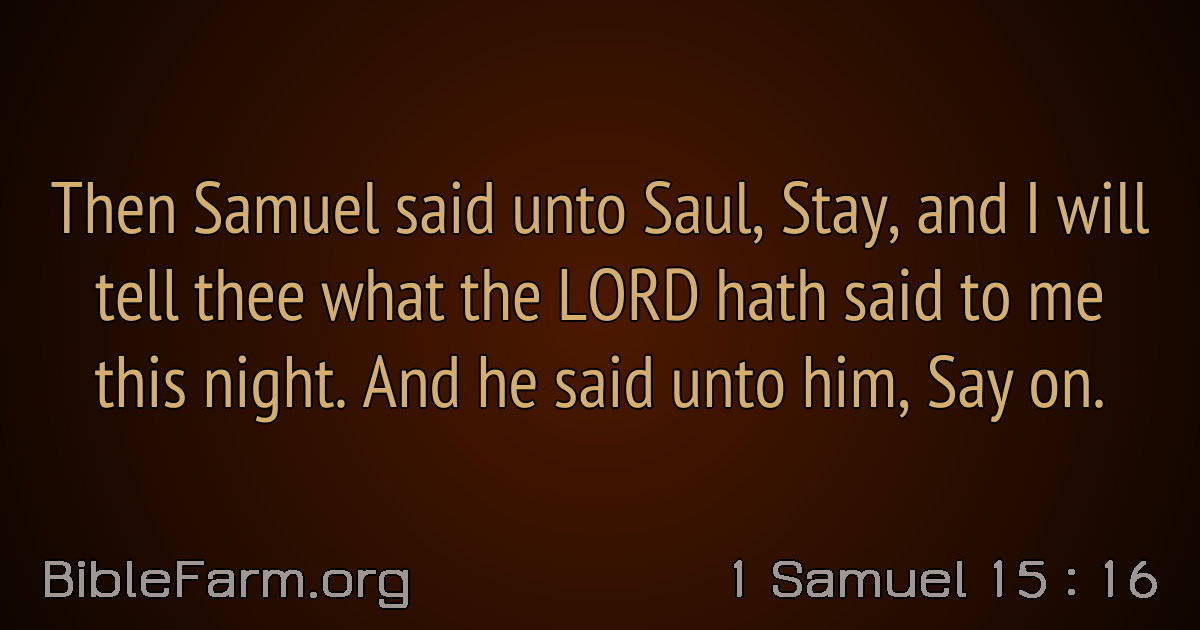 Then Samuel said unto Saul, Stay, and I will
tell thee what the LORD hath said to me
this night. And he said unto him, Say on.
BibleFarm.org
1 Samuel 15 : 16